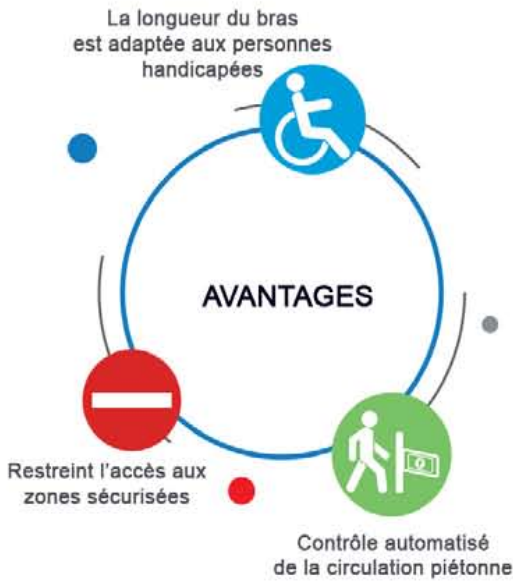 La longueur du bras
est adaptée aux personnes
handicapées
AVANTAGES
Restreint l'accès aux
zones sécurisées
Contrôle automatisé
de la circulation piétonne